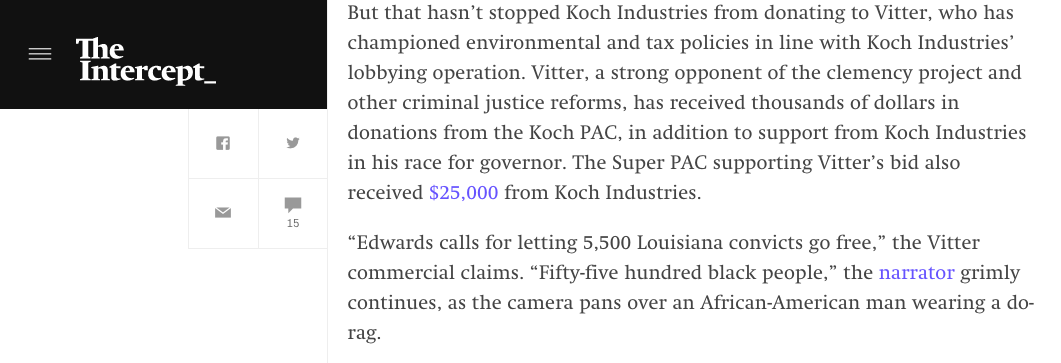 The
Intercept_
15
But that hasn’t stopped Koch Industries from donating to Vitter, who has
championed environmental and tax policies in line with Koch Industries’
lobbying operation. Vitter, a strong opponent of the clemency project and
other criminal justice reforms, has received thousands of dollars in
donations from the Koch PAC, in addition to support from Koch Industries
in his race for governor. The Super PAC supporting Vitter’s bid also
received $25,000 from Koch Industries.
“Edwards calls for letting 5,500 Louisiana convicts go free,” the Vitter
commercial claims. “Fifty-five hundred black people,” the narrator grimly
continues, as the camera pans over an African-American man wearing a do-
rag.